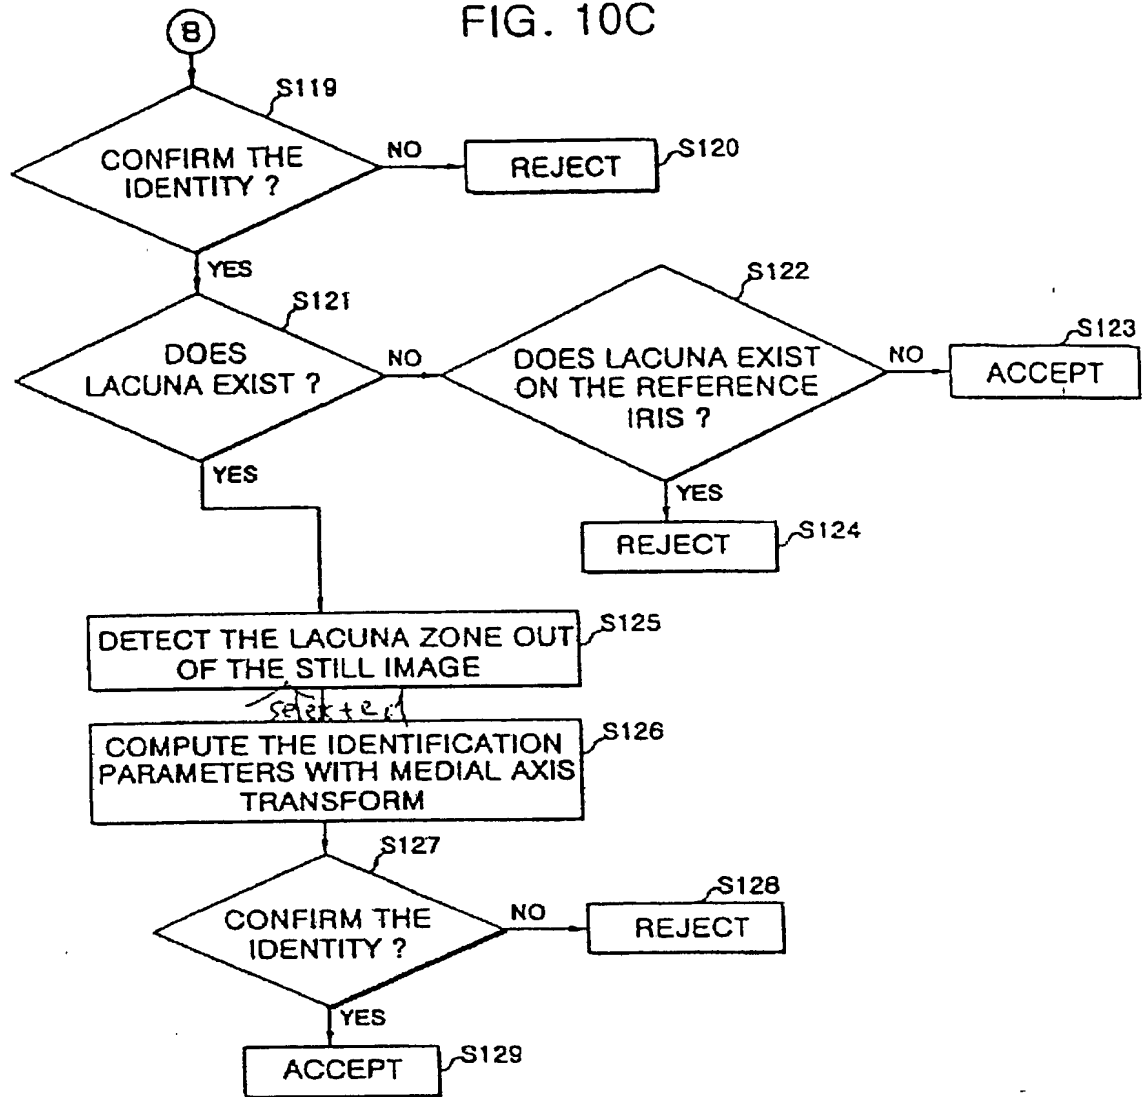 FIG. 10C
B
S119
CONFIRM THE
IDENTITY ?
NO
REJECT
S120
YES
S121
DOES
LACUNA EXIST ?
NO
S122
DOES LACUNA EXIST
ON THE REFERENCE
IRIS ?
NO
S123
ACCEPT
YES
YES
REJECT
S124
DETECT THE LACUNA ZONE OUT
OF THE STILL IMAGE
S125
COMPUTE THE IDENTIFICATION
PARAMETERS WITH MEDIAL AXIS
TRANSFORM
S126
S127
CONFIRM THE
IDENTITY ?
NO
S128
REJECT
YES
ACCEPT
S129